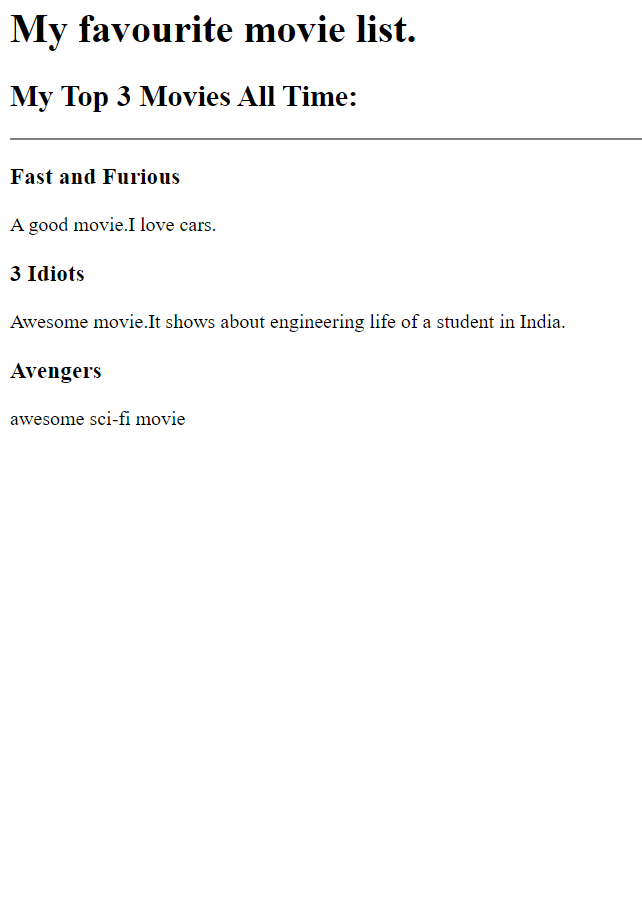 My favourite movie list.
My Top 3 Movies All Time:
Fast and Furious
A good movie.I love cars.
3 Idiots
Awesome movie.It shows about engineering life of a student in India.
Avengers
awesome sci-fi movie